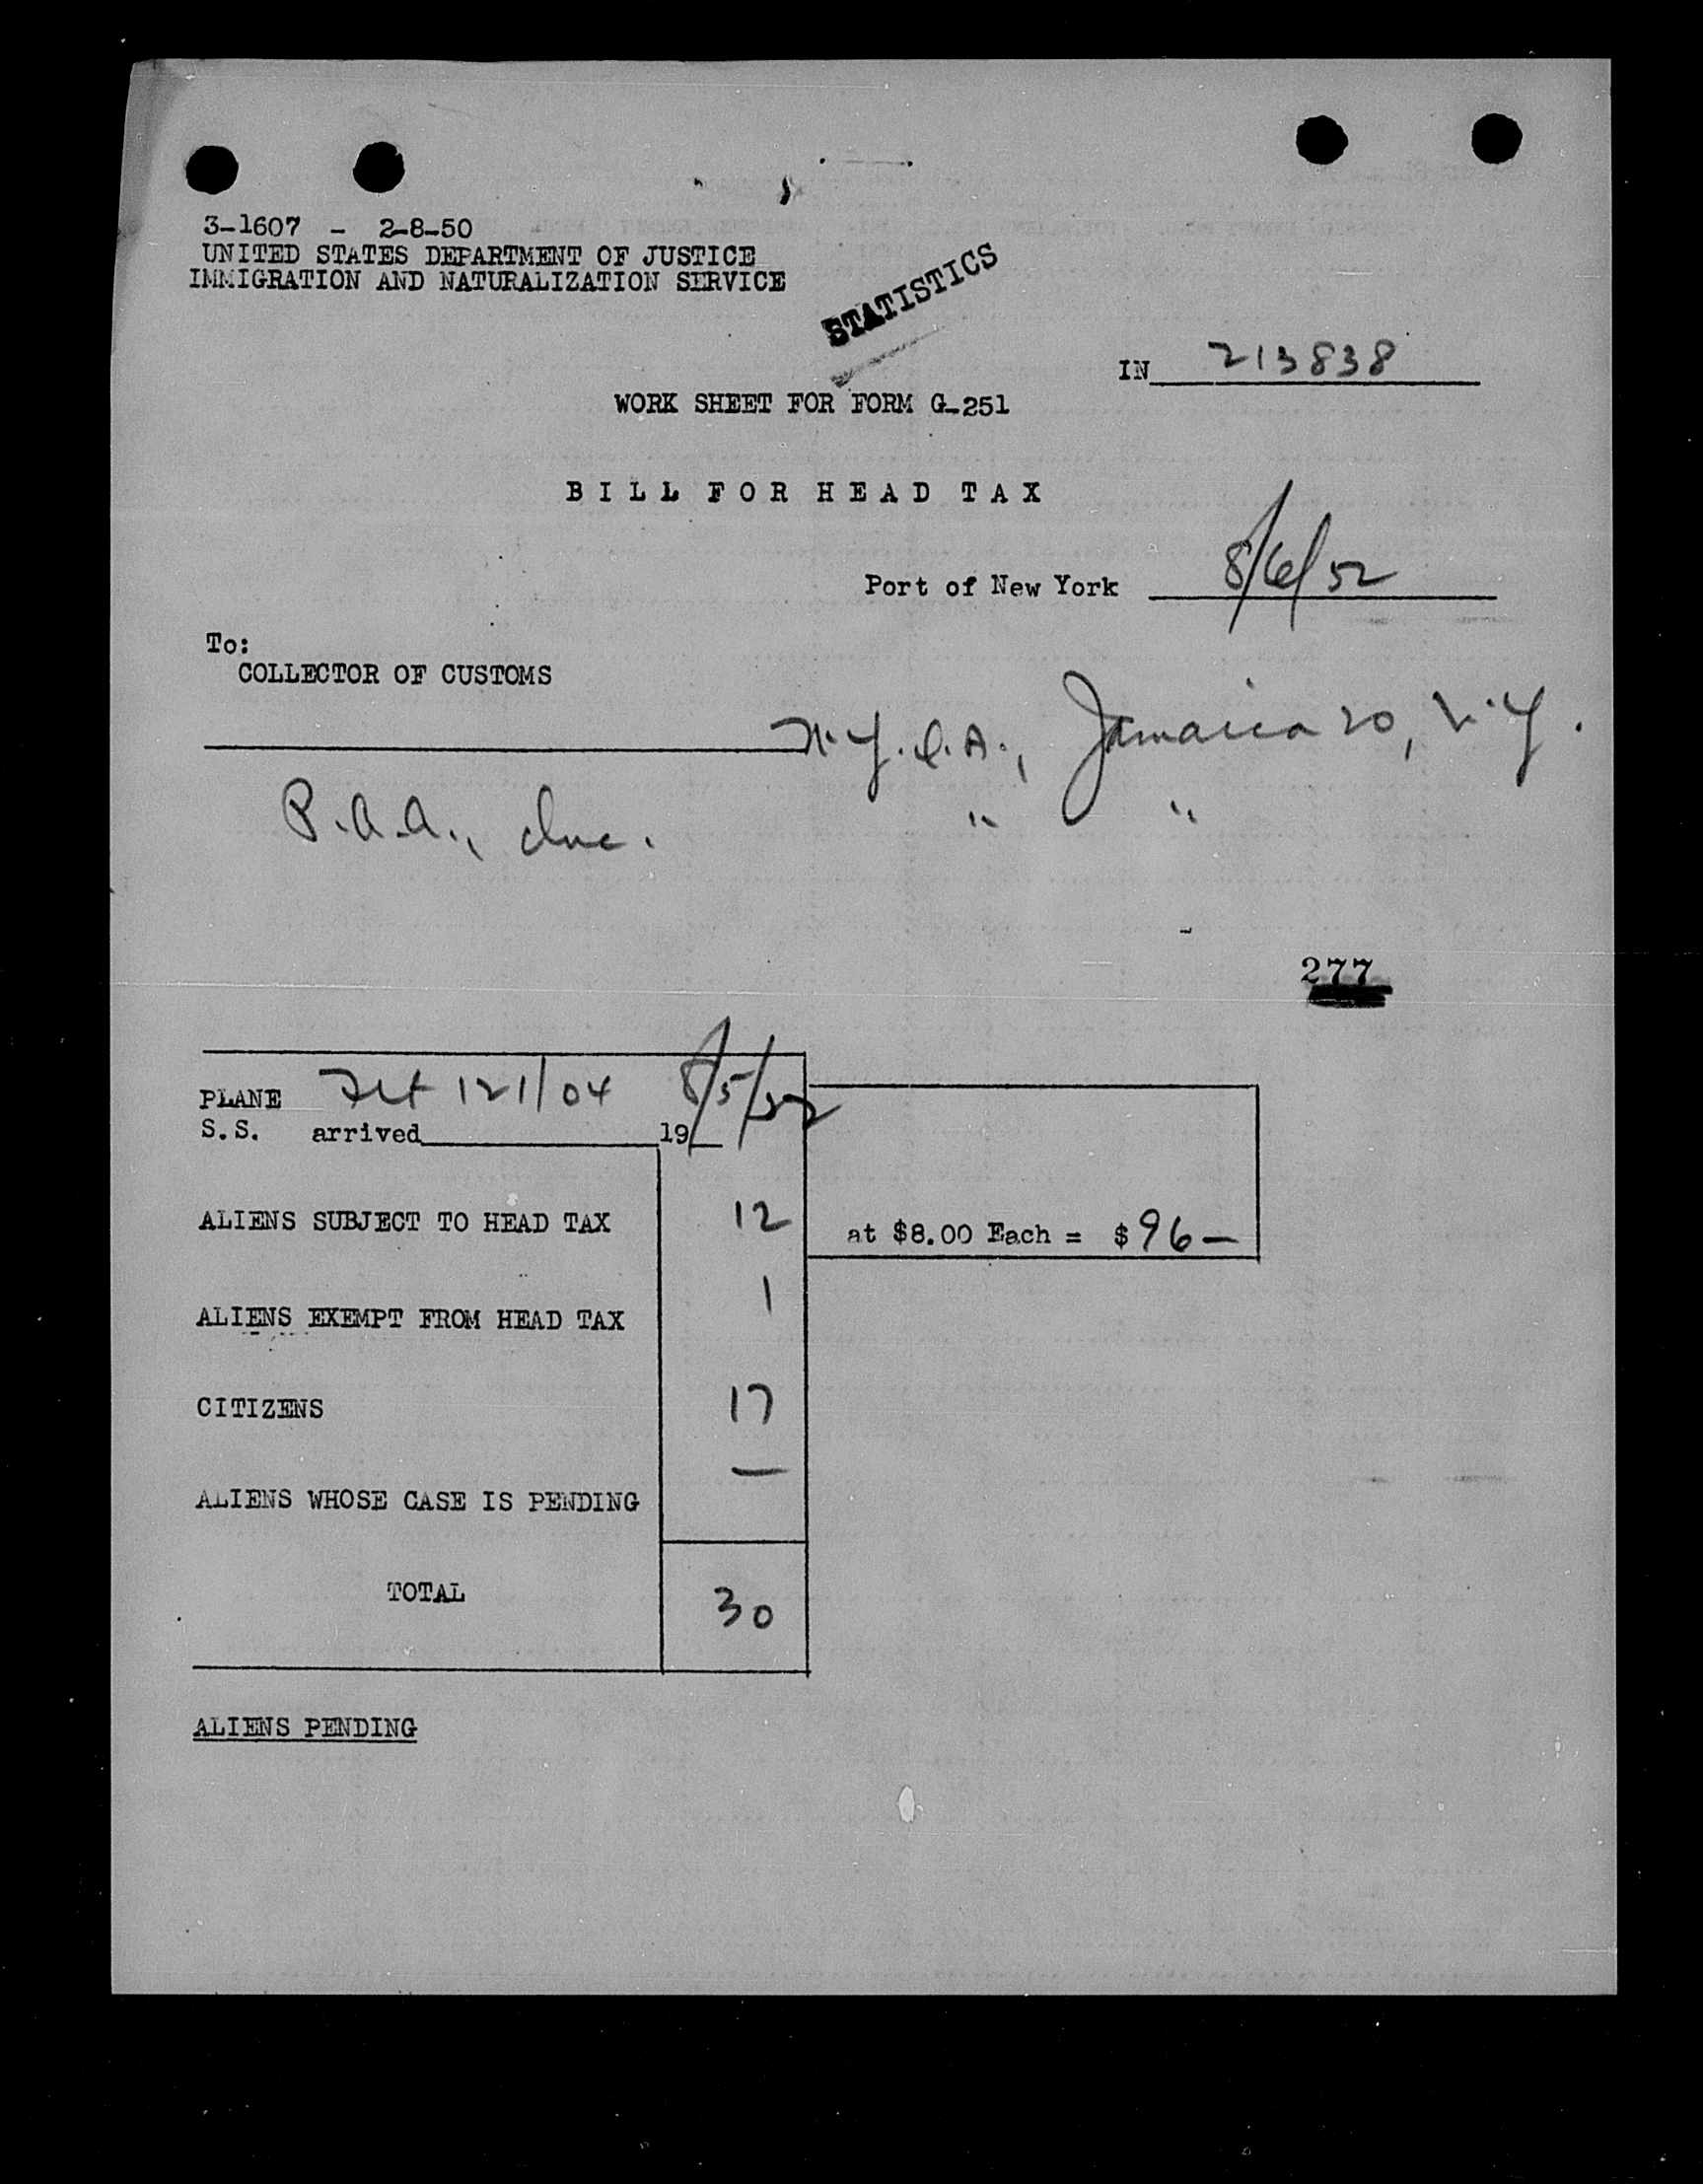 3-1607 - 2-8-50
UNITED STATES DEPARTMENT OF JUSTICE
IMMIGRATION AND NATURALIZATION SERVICE
STATISTICS
IN 213838
WORK SHEET FOR FORM G-251
BILL FOR HEAD TAX
Port of New York 8/6/52
To:
COLLECTOR OF CUSTOMS
N.Y.I.A., Jamaica 20, N.Y.
P.A.A., Inc. " "
277
PLANE Flt 121/04 8/5/52
S.S. arrived 19
ALIENS SUBJECT TO HEAD TAX 12 at $8.00 Each = $96—
ALIENS EXEMPT FROM HEAD TAX 1
CITIZENS 17
ALIENS WHOSE CASE IS PENDING —
TOTAL 30
ALIENS PENDING